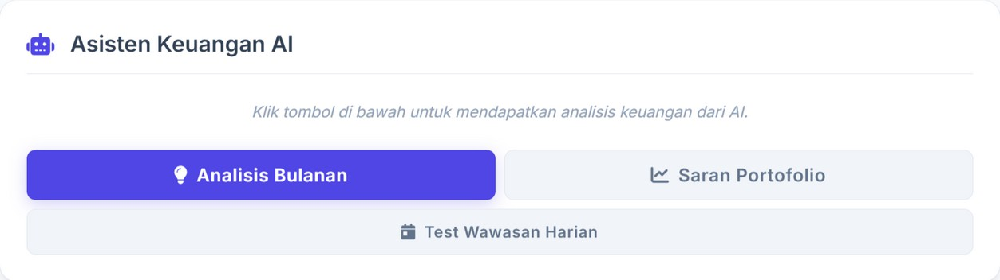 Asisten Keuangan AI
Klik tombol di bawah untuk mendapatkan analisis keuangan dari AI.
Analisis Bulanan
Saran Portofolio
Test Wawasan Harian